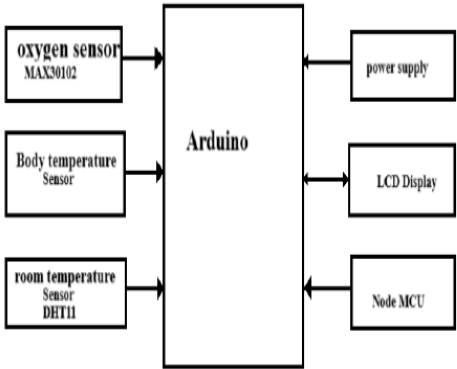 oxygen sensor
MAX30102
Body temperature
Sensor
room temperature
Sensor
DHT11
Arduino
power supply
LCD Display
Node MCU